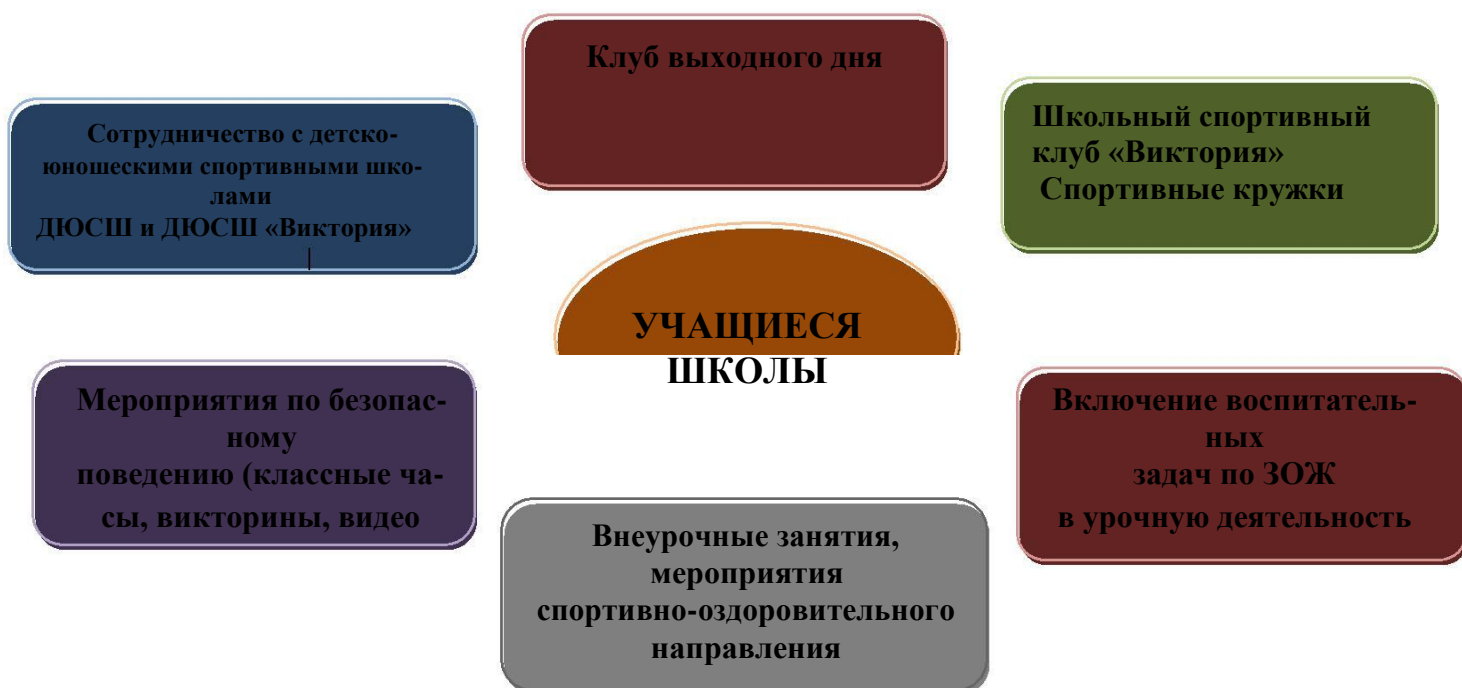 Клуб выходного дня
Сотрудничество с детско-
юношескими спортивными шко-
лами
ДЮСШ и ДЮСШ «Виктория»
Школьный спортивный
клуб «Виктория»
Спортивные кружки
УЧАЩИЕСЯ
ШКОЛЫ
Мероприятия по безопас-
ному
поведению (классные ча-
сы, викторины, видео
Включение воспитатель-
ных
задач по ЗОЖ
в урочную деятельность
Внеурочные занятия,
мероприятия
спортивно-оздоровительного
направления